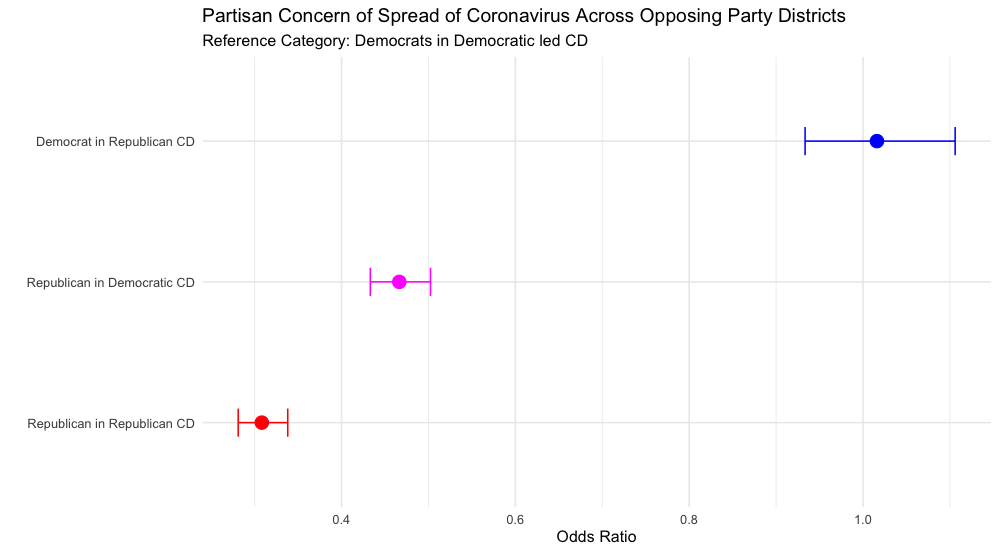 Partisan Concern of Spread of Coronavirus Across Opposing Party Districts
Reference Category: Democrats in Democratic led CD
Democrat in Republican CD
Republican in Democratic CD
Republican in Republican CD
0.4 0.6 0.8 1.0
Odds Ratio